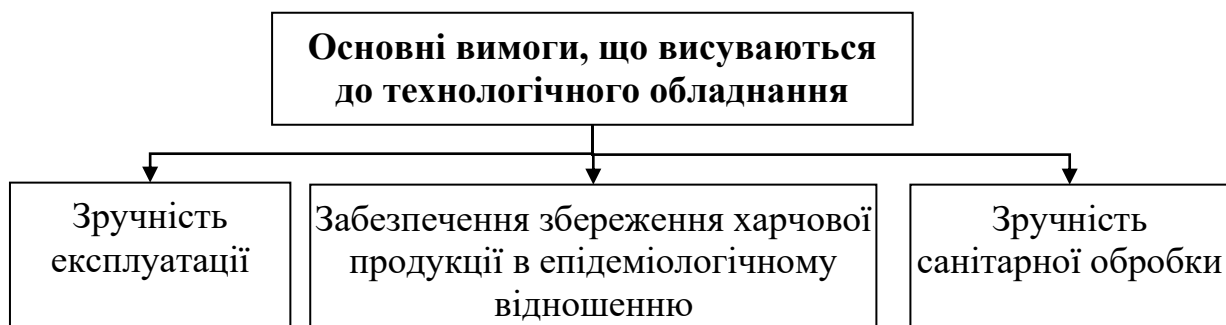 Основні вимоги, що висуваються
до технологічного обладнання
Зручність
експлуатації
Забезпечення збереження харчової
продукції в епідеміологічному
відношенню
Зручність
санітарної обробки